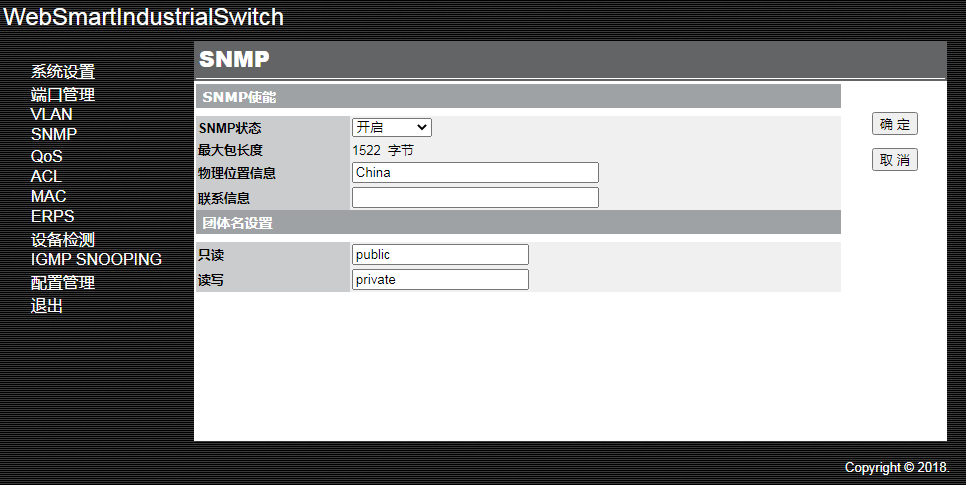 WebSmartIndustrialSwitch
系统设置
端口管理
VLAN
SNMP
QoS
ACL
MAC
ERPS
设备检测
IGMP SNOOPING
配置管理
退出
SNMP
SNMP使能
SNMP状态 开启
最大包长度 1522 字节
物理位置信息 China
联系信息
团体名设置
只读 public
读写 private
确 定
取 消
Copyright © 2018.